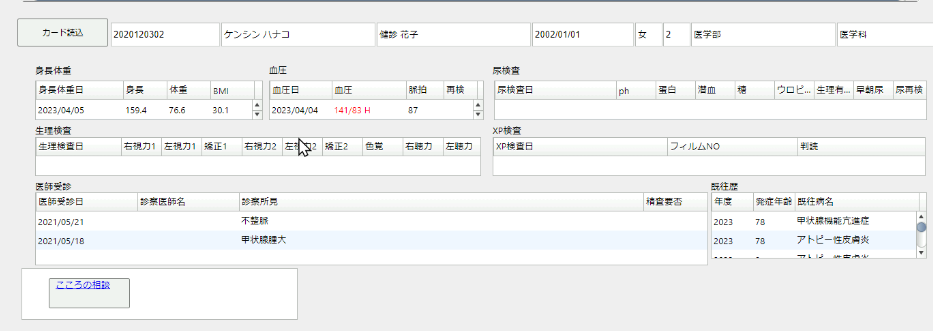 カード読込 2020120302 ケンシン ハナコ 健診 花子 2002/01/01 女 2 医学部 医学科
身長体重 血圧 尿検査
身長体重日 身長 体重 BMI 血圧日 血圧 脈拍 再検 尿検査日 ph 蛋白 潜血 糖 ウロビ... 生理有... 早朝尿 尿再検
2023/04/05 159.4 76.6 30.1 2023/04/04 141/83 H 87
生理検査 XP検査
生理検査日 右視力1 左視力1 矯正1 右視力2 左視力2 矯正2 色覚 右聴力 左聴力 XP検査日 フィルムNO 判読
医師受診 既往歴
医師受診日 診察医師名 診察所見 精査要否 年度 発症年齢 既往病名
2021/05/21 不整脈 2023 78 甲状腺機能亢進症
2021/05/18 甲状腺腫大 2023 78 アトピー性皮膚炎
アトピー性皮膚炎
こころの相談